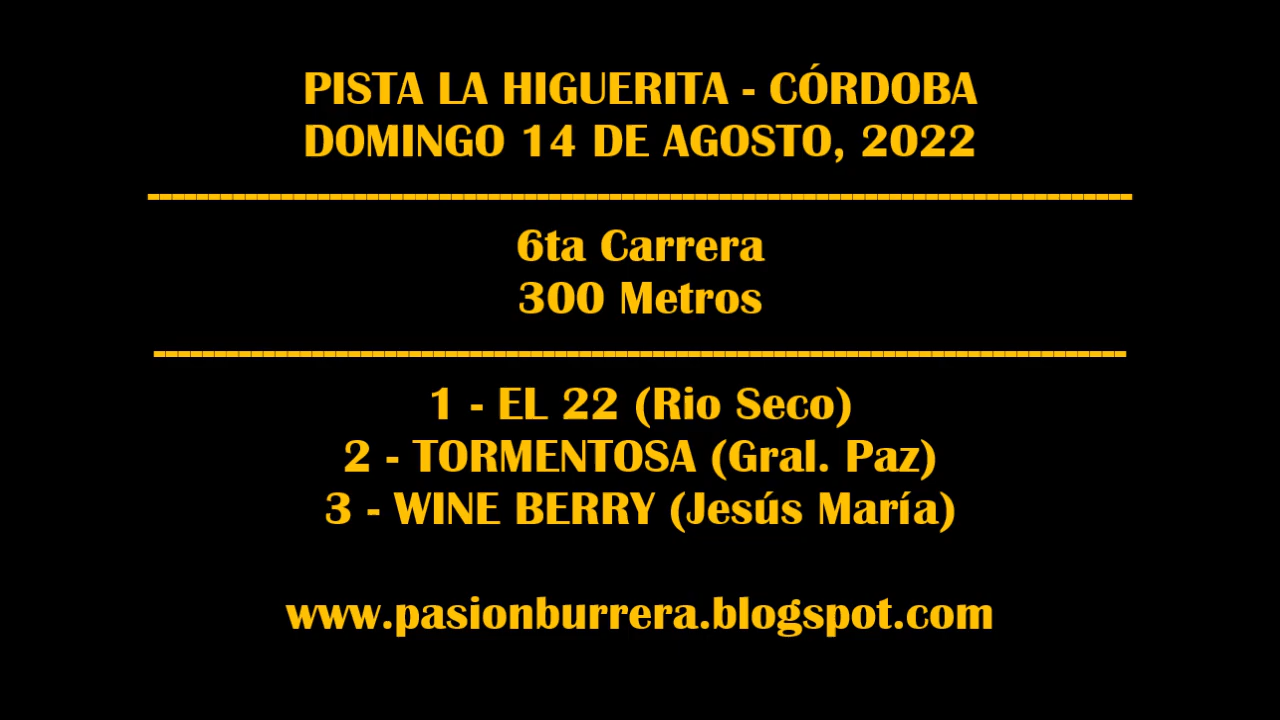 PISTA LA HIGUERITA - CÓRDOBA
DOMINGO 14 DE AGOSTO, 2022
--------------------------------------------------------------------------------
6ta Carrera
300 Metros
-------------------------------------------------------------------------------
1 - EL 22 (Rio Seco)
2 - TORMENTOSA (Gral. Paz)
3 - WINE BERRY (Jesús María)
www.pasionburrera.blogspot.com